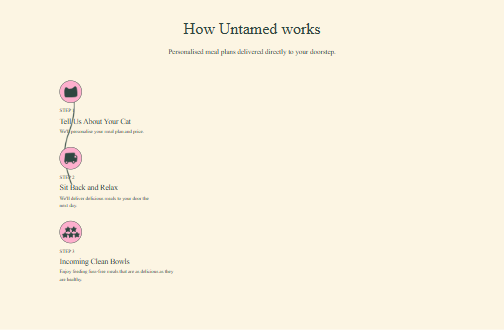 How Untamed works
Personalised meal plans delivered directly to your doorstep.
STEP 1
Tell Us About Your Cat
We'll personalise your meal plan and price.
STEP 2
Sit Back and Relax
We'll deliver delicious meals to your door the
next day.
STEP 3
Incoming Clean Bowls
Enjoy feeding fuss-free meals that are as delicious as they
are healthy.